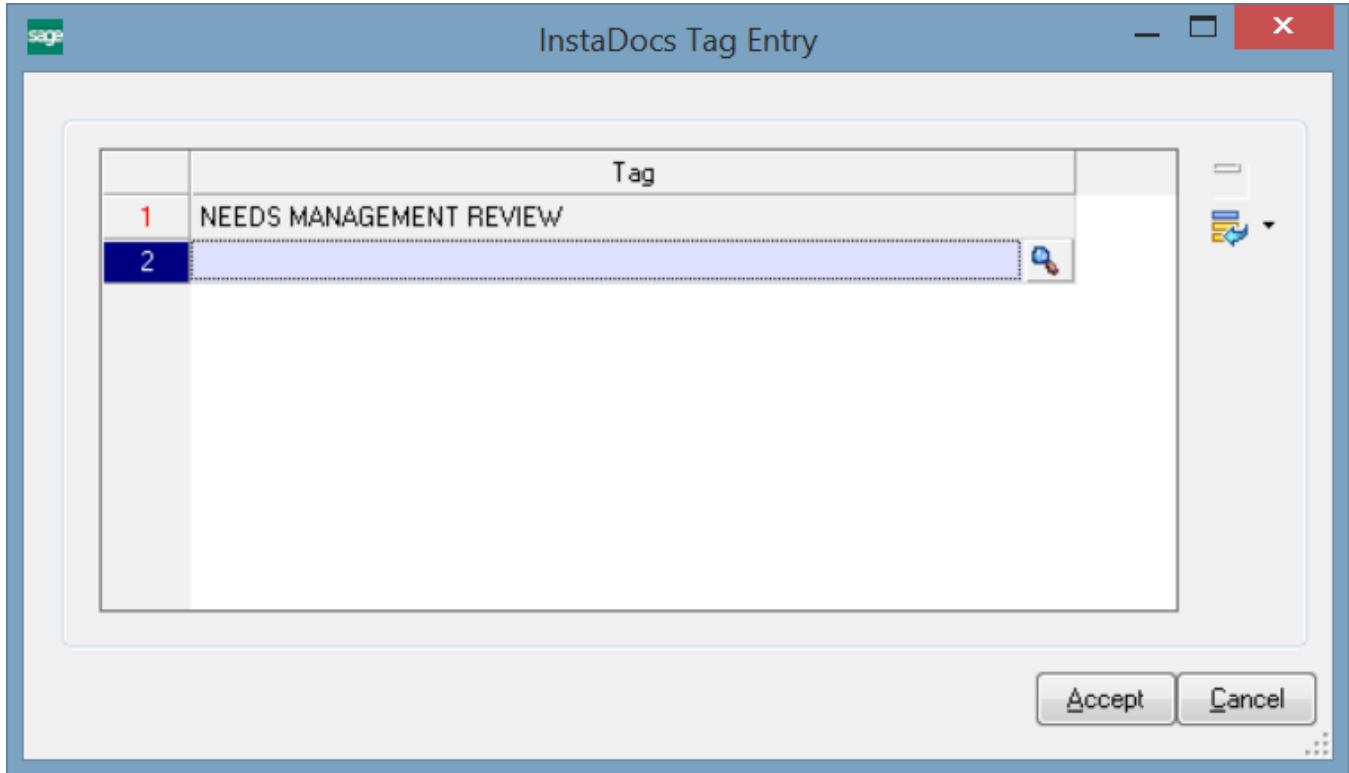 sage
InstaDocs Tag Entry
Tag
1 NEEDS MANAGEMENT REVIEW
2
Accept Cancel